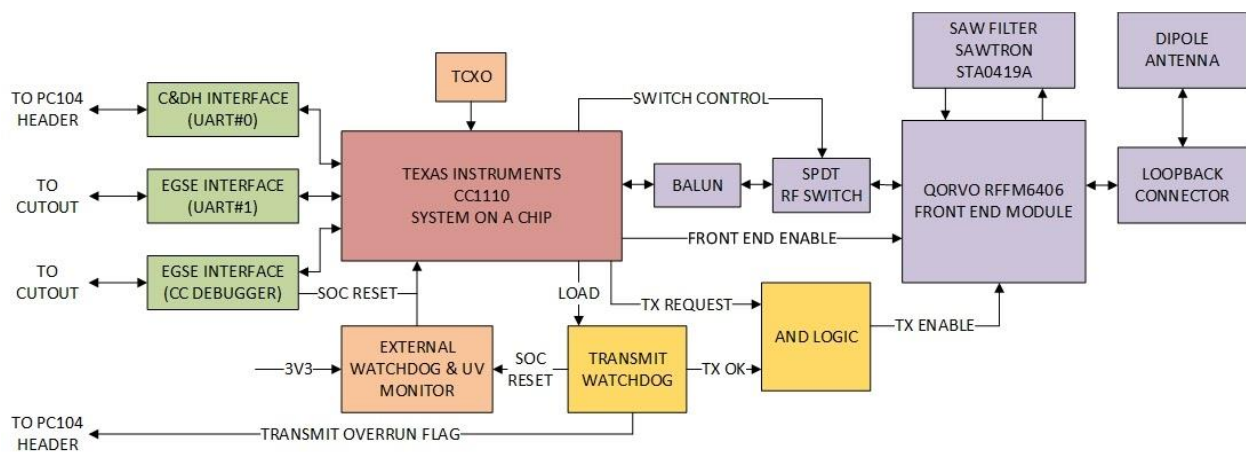 SAW FILTER
SAWTRON
STA0419A
DIPOLE
ANTENNA
TCXO
TO PC104
HEADER
C&DH INTERFACE
(UART#0)
SWITCH CONTROL
TO
CUTOUT
EGSE INTERFACE
(UART#1)
TEXAS INSTRUMENTS
CC1110
SYSTEM ON A CHIP
BALUN
SPDT
RF SWITCH
QORVO RFFM6406
FRONT END MODULE
LOOPBACK
CONNECTOR
FRONT END ENABLE
TO
CUTOUT
EGSE INTERFACE
(CC DEBUGGER)
SOC RESET
LOAD
TX REQUEST
AND LOGIC
TX ENABLE
3V3
EXTERNAL
WATCHDOG & UV
MONITOR
SOC
RESET
TRANSMIT
WATCHDOG
TX OK
TO PC104
HEADER
TRANSMIT OVERRUN FLAG